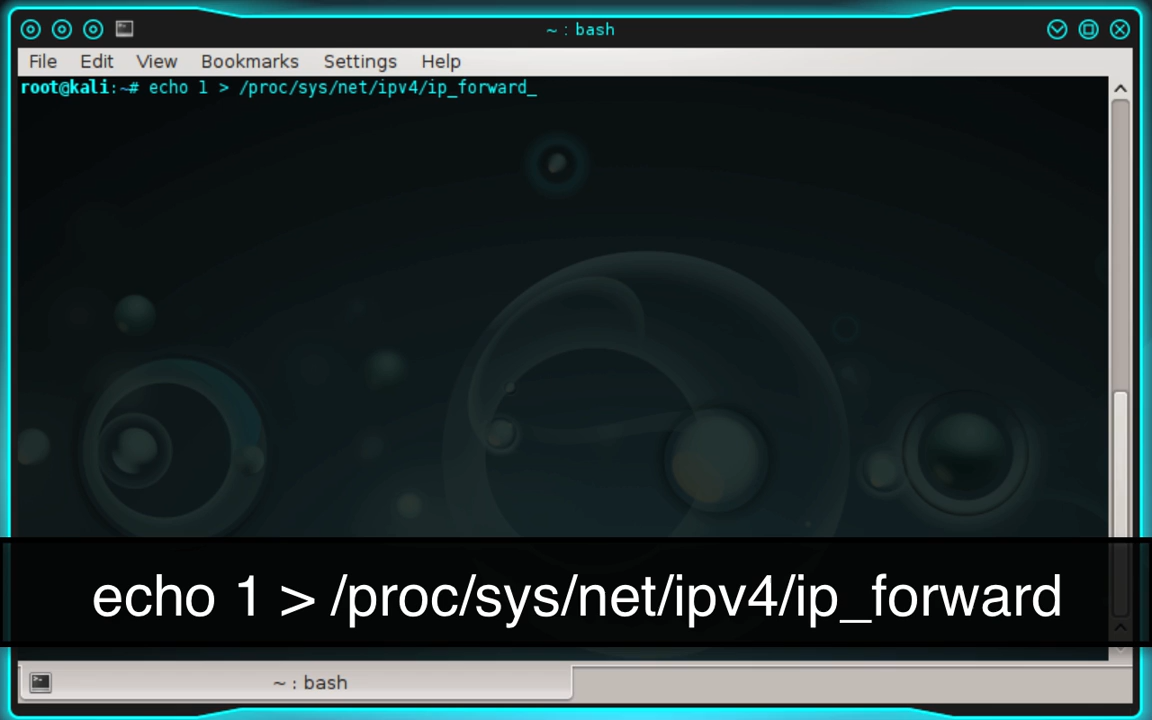 ~ : bash
File Edit View Bookmarks Settings Help
root@kali:~# echo 1 > /proc/sys/net/ipv4/ip_forward_
echo 1 > /proc/sys/net/ipv4/ip_forward
~ : bash